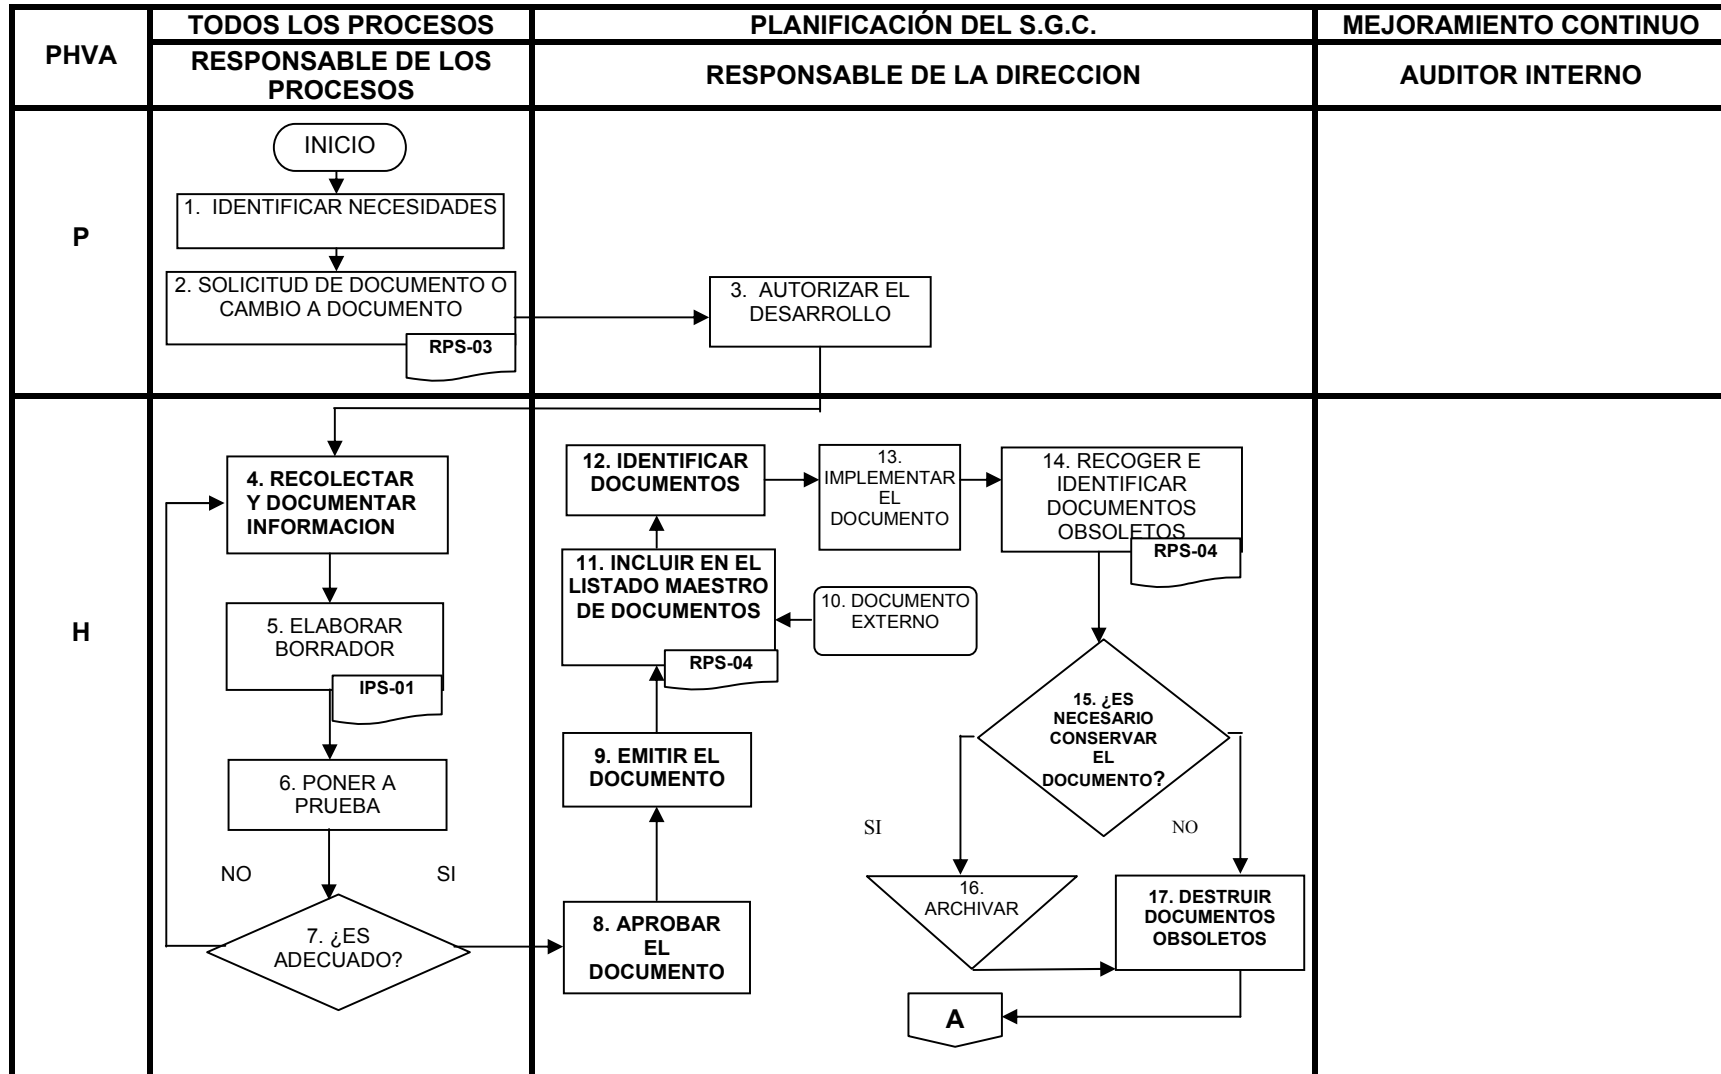 PHVA
TODOS LOS PROCESOS
PLANIFICACIÓN DEL S.G.C.
MEJORAMIENTO CONTINUO
RESPONSABLE DE LOS
PROCESOS
RESPONSABLE DE LA DIRECCION
AUDITOR INTERNO
P
INICIO
1. IDENTIFICAR NECESIDADES
2. SOLICITUD DE DOCUMENTO O
CAMBIO A DOCUMENTO
RPS-03
3. AUTORIZAR EL
DESARROLLO
H
4. RECOLECTAR
Y DOCUMENTAR
INFORMACION
5. ELABORAR
BORRADOR
IPS-01
6. PONER A
PRUEBA
NO
SI
7. ¿ES
ADECUADO?
8. APROBAR
EL
DOCUMENTO
9. EMITIR EL
DOCUMENTO
10. DOCUMENTO
EXTERNO
11. INCLUIR EN EL
LISTADO MAESTRO
DE DOCUMENTOS
RPS-04
12. IDENTIFICAR
DOCUMENTOS
13.
IMPLEMENTAR
EL
DOCUMENTO
14. RECOGER E
IDENTIFICAR
DOCUMENTOS
OBSOLETOS
RPS-04
15. ¿ES
NECESARIO
CONSERVAR
EL
DOCUMENTO?
SI
NO
16.
ARCHIVAR
17. DESTRUIR
DOCUMENTOS
OBSOLETOS
A